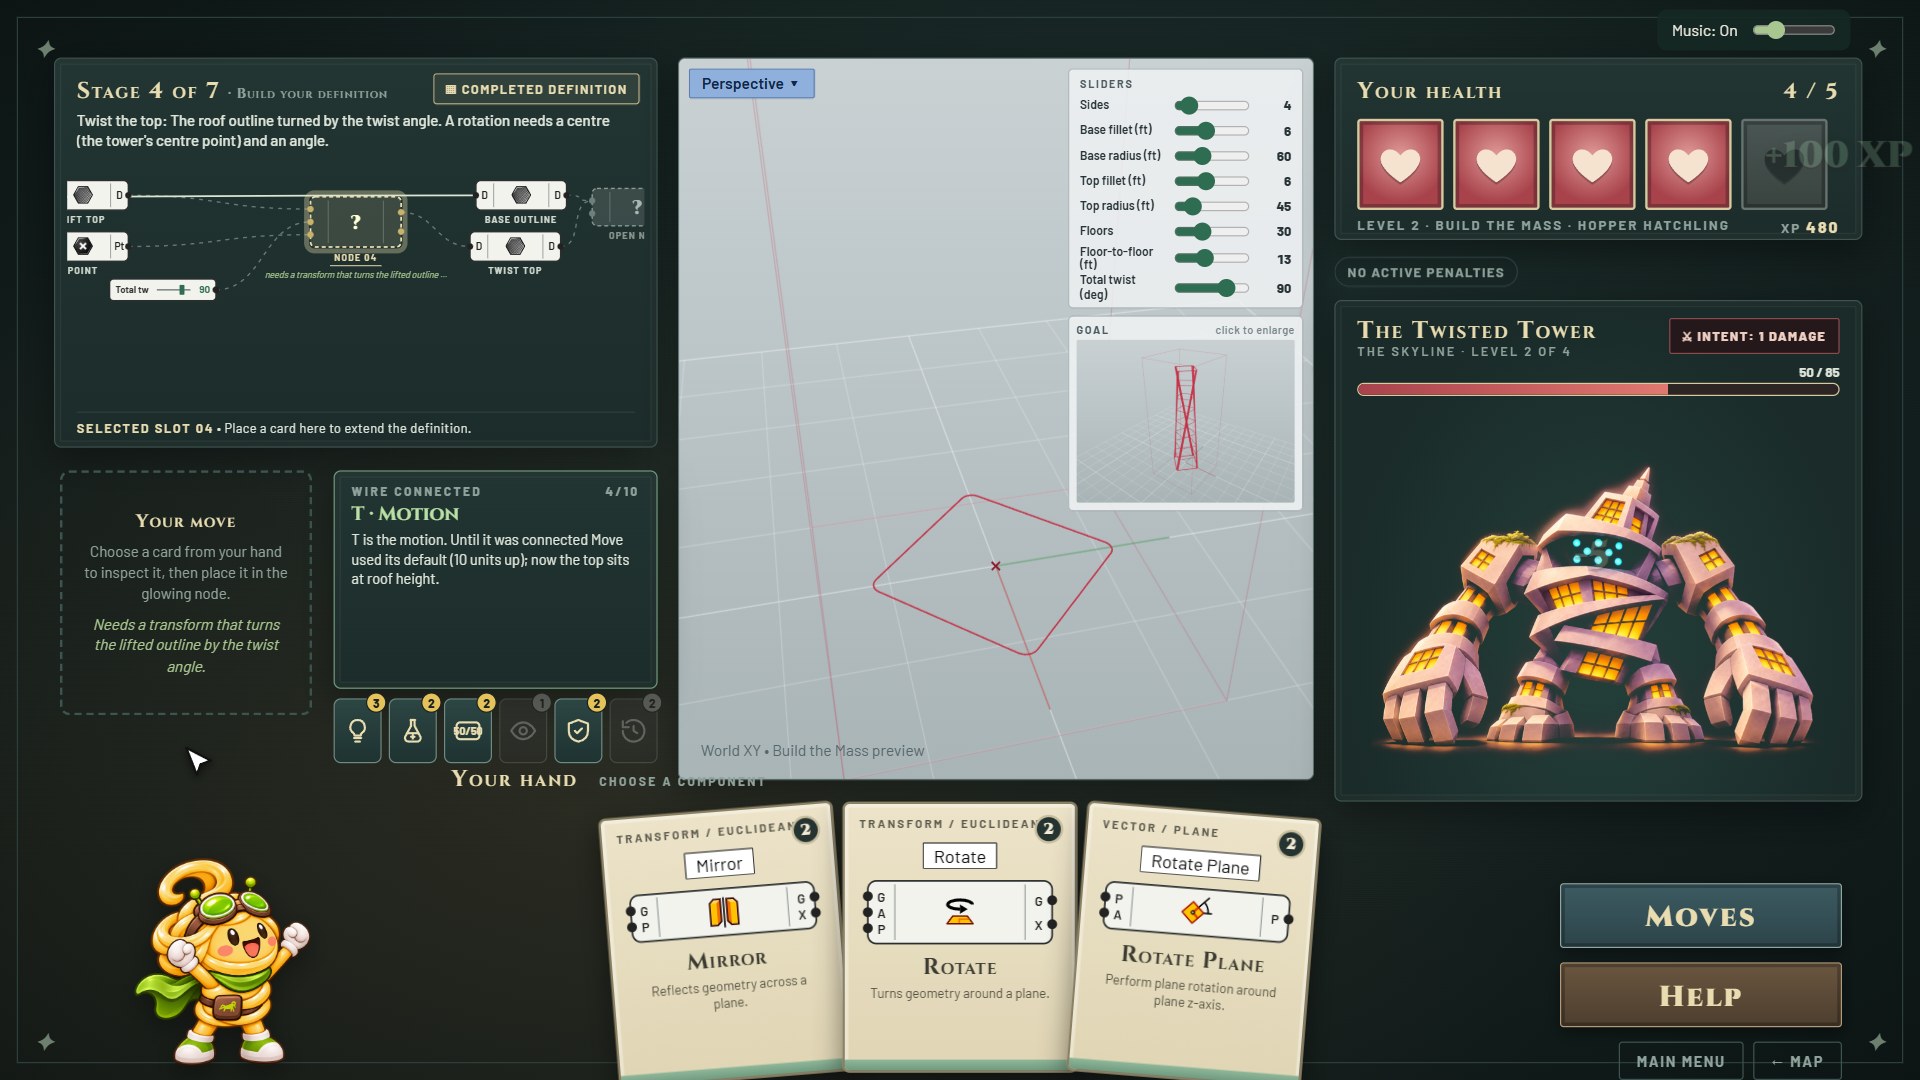 Music: On
Stage 4 of 7 · Build your definition
COMPLETED DEFINITION
Twist the top: The roof outline turned by the twist angle. A rotation needs a centre
(the tower's centre point) and an angle.
D
IFT TOP
Pt
POINT
Total tw 90
?
NODE 04
needs a transform that turns the lifted outline ...
D D
BASE OUTLINE
D D
TWIST TOP
?
OPEN N
SELECTED SLOT 04 • Place a card here to extend the definition.
Your move
Choose a card from your hand
to inspect it, then place it in the
glowing node.
Needs a transform that turns
the lifted outline by the twist
angle.
WIRE CONNECTED 4/10
T · Motion
T is the motion. Until it was connected Move
used its default (10 units up); now the top sits
at roof height.
3
2
2
50/50
1
2
2
Perspective ▼
SLIDERS
Sides 4
Base fillet (ft) 6
Base radius (ft) 60
Top fillet (ft) 6
Top radius (ft) 45
Floors 30
Floor-to-floor
(ft) 13
Total twist
(deg) 90
GOAL click to enlarge
World XY • Build the Mass preview
Your health 4 / 5
+100 XP
LEVEL 2 · BUILD THE MASS · HOPPER HATCHLING XP 480
NO ACTIVE PENALTIES
The Twisted Tower
THE SKYLINE · LEVEL 2 OF 4
INTENT: 1 DAMAGE
50 / 85
Your hand CHOOSE A COMPONENT
TRANSFORM / EUCLIDEAN 2
Mirror
G
P
G
X
Mirror
Reflects geometry across a
plane.
TRANSFORM / EUCLIDEAN 2
Rotate
G
A
P
G
X
Rotate
Turns geometry around a plane.
VECTOR / PLANE 2
Rotate Plane
P
A
P
Rotate Plane
Perform plane rotation around
plane z-axis.
Moves
Help
MAIN MENU
← MAP